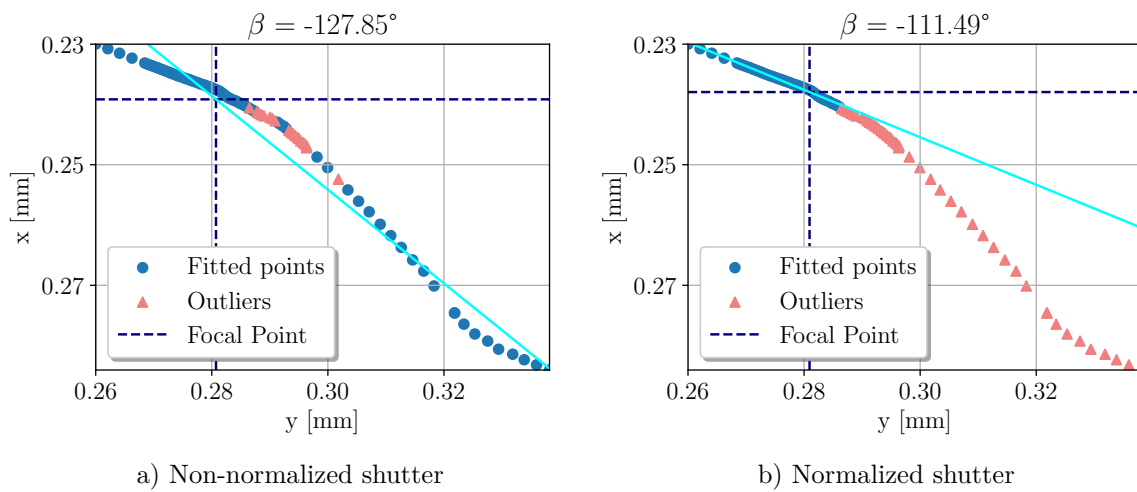 β = -127.85°
0.23
0.25
0.27
x [mm]
Fitted points
Outliers
Focal Point
0.26 0.28 0.30 0.32
y [mm]
a) Non-normalized shutter
β = -111.49°
0.23
0.25
0.27
x [mm]
Fitted points
Outliers
Focal Point
0.26 0.28 0.30 0.32
y [mm]
b) Normalized shutter